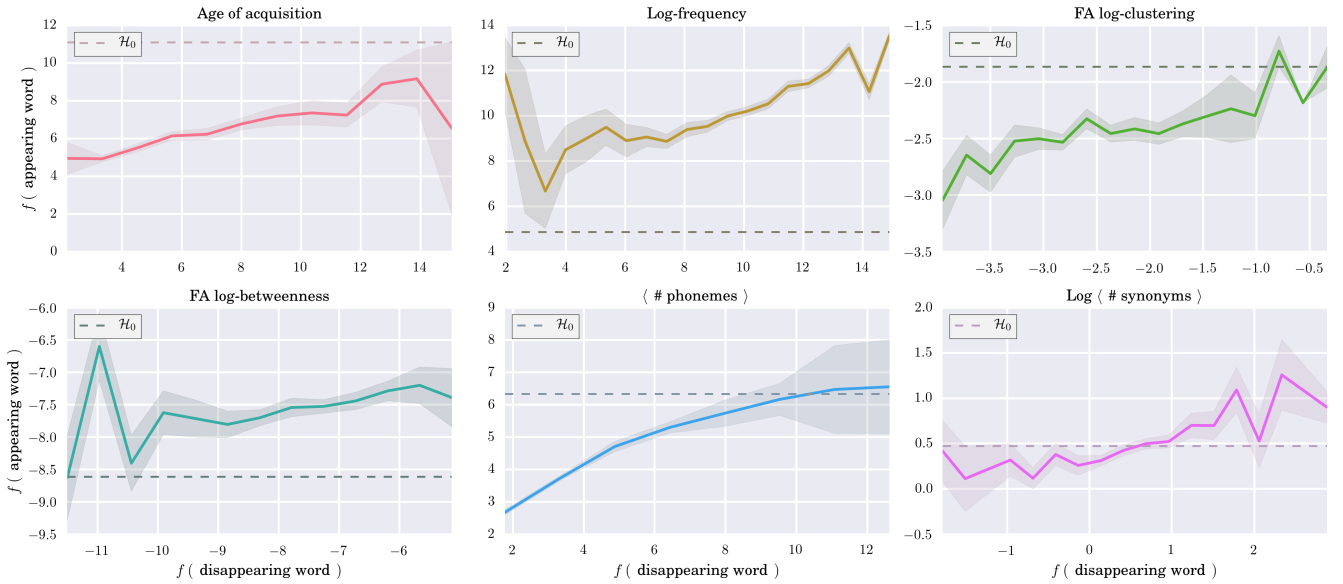 Age of acquisition
ℋ₀
12
10
8
6
4
2
0
4 6 8 10 12 14
f ( appearing word )
Log-frequency
ℋ₀
14
12
10
8
6
4
2 4 6 8 10 12 14
FA log-clustering
ℋ₀
−1.5
−2.0
−2.5
−3.0
−3.5
−3.5 −3.0 −2.5 −2.0 −1.5 −1.0 −0.5
FA log-betweenness
ℋ₀
−6.0
−6.5
−7.0
−7.5
−8.0
−8.5
−9.0
−9.5
−11 −10 −9 −8 −7 −6
f ( appearing word )
f ( disappearing word )
⟨ # phonemes ⟩
ℋ₀
9
8
7
6
5
4
3
2
2 4 6 8 10 12
f ( disappearing word )
Log ⟨ # synonyms ⟩
ℋ₀
2.0
1.5
1.0
0.5
0.0
−0.5
−1 0 1 2
f ( disappearing word )